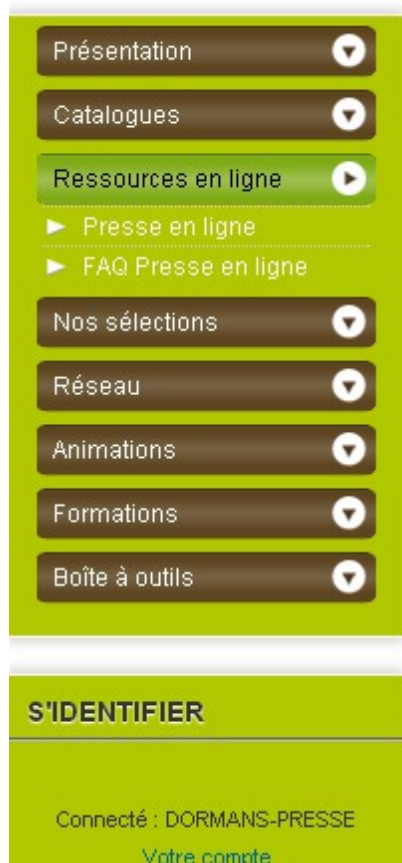 Présentation
Catalogues
Ressources en ligne
Presse en ligne
FAQ Presse en ligne
Nos sélections
Réseau
Animations
Formations
Boîte à outils
S'IDENTIFIER
Connecté : DORMANS-PRESSE
Votre compte